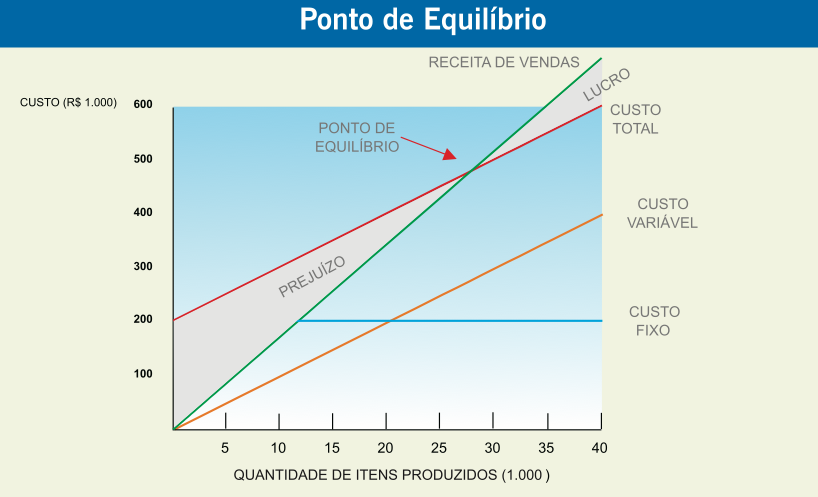 Ponto de Equilíbrio
RECEITA DE VENDAS
LUCRO
CUSTO (R$ 1.000)
600
CUSTO
TOTAL
PONTO DE
EQUILÍBRIO
500
400
CUSTO
VARIÁVEL
300
PREJUÍZO
200
CUSTO
FIXO
100
5 10 15 20 25 30 35 40
QUANTIDADE DE ITENS PRODUZIDOS (1.000 )